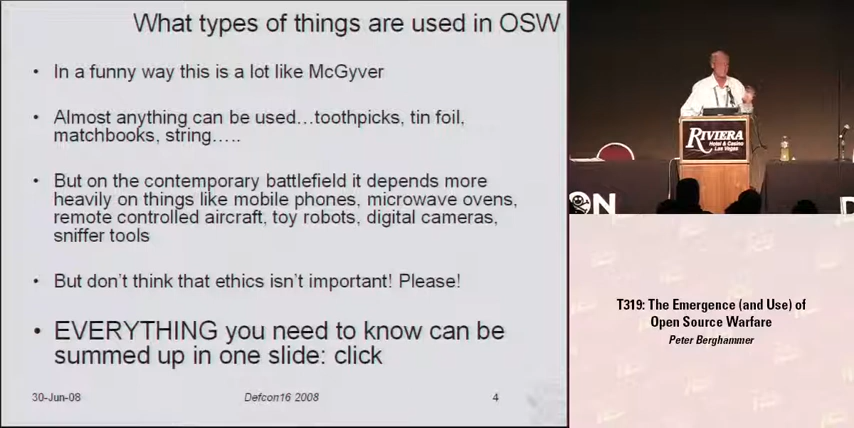 What types of things are used in OSW
• In a funny way this is a lot like McGyver
• Almost anything can be used…toothpicks, tin foil,
matchbooks, string…..
• But on the contemporary battlefield it depends more
heavily on things like mobile phones, microwave ovens,
remote controlled aircraft, toy robots, digital cameras,
sniffer tools
• But don't think that ethics isn't important! Please!
• EVERYTHING you need to know can be
summed up in one slide: click
30-Jun-08
Defcon16 2008
4
RIVIERA
Hotel & Casino
Las Vegas
ON
D
T319: The Emergence (and Use) of
Open Source Warfare
Peter Berghammer